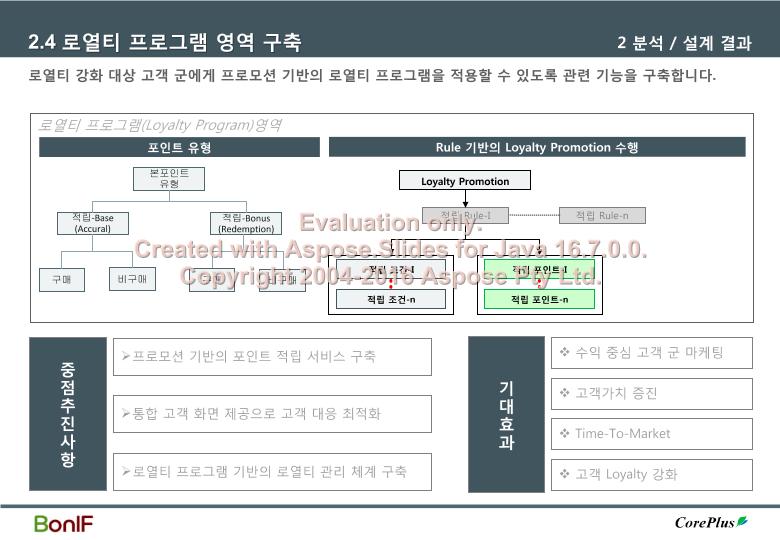 2.4 로열티 프로그램 영역 구축
2 분석 / 설계 결과
로열티 강화 대상 고객 군에게 프로모션 기반의 로열티 프로그램을 적용할 수 있도록 관련 기능을 구축합니다.
로열티 프로그램(Loyalty Program)영역
포인트 유형
Rule 기반의 Loyalty Promotion 수행
본포인트
유형
Loyalty Promotion
적립-Base
(Accural)
적립-Bonus
(Redemption)
적립 Rule-I
적립 Rule-n
Evaluation only.
Created with Aspose.Slides for Java 16.7.0.0.
Copyright 2004-2016 Aspose Pty Ltd.
구매
비구매
구매
비구매
적립 조건-I
적립 포인트-I
적립 조건-n
적립 포인트-n
중점추진사항
➢프로모션 기반의 포인트 적립 서비스 구축
➢통합 고객 화면 제공으로 고객 대응 최적화
➢로열티 프로그램 기반의 로열티 관리 체계 구축
기대효과
❖ 수익 중심 고객 군 마케팅
❖ 고객가치 증진
❖ Time-To-Market
❖ 고객 Loyalty 강화
BonIF
CorePlus